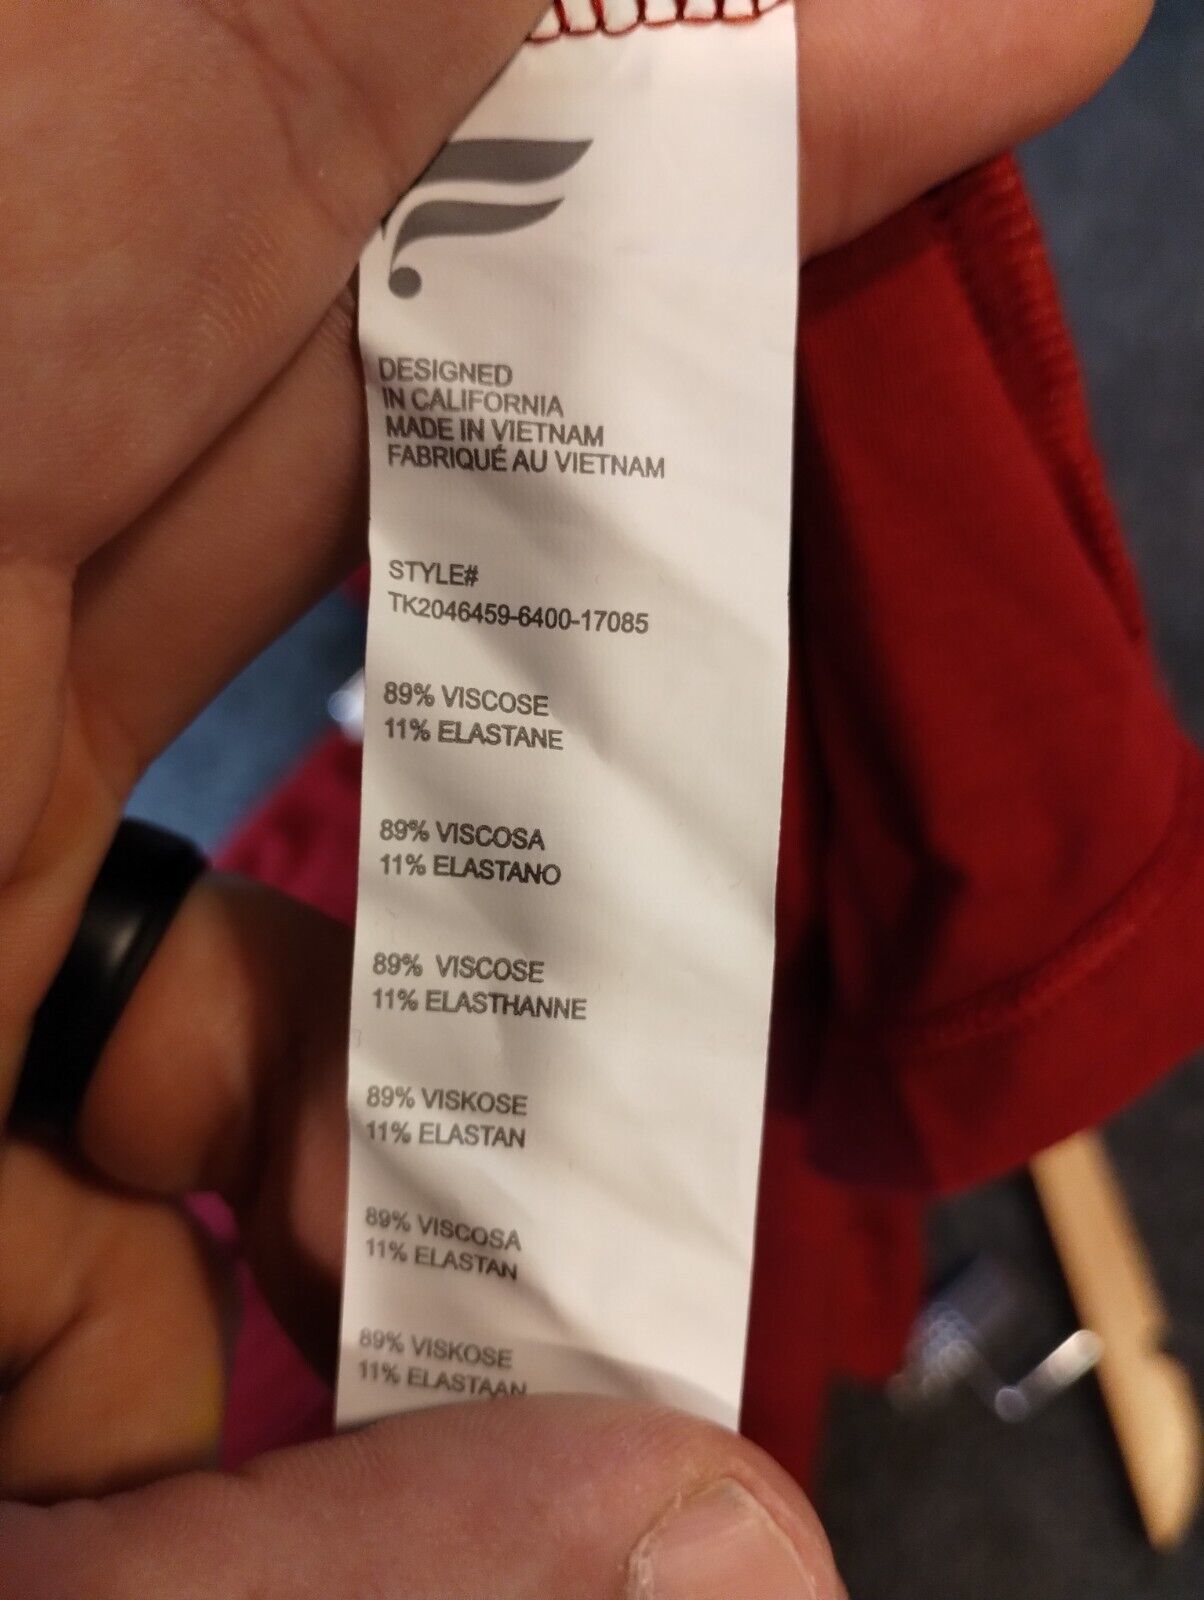 DESIGNED
IN CALIFORNIA
MADE IN VIETNAM
FABRIQUÉ AU VIETNAM
STYLE#
TK2046459-6400-17085
89% VISCOSE
11% ELASTANE
89% VISCOSA
11% ELASTANO
89% VISCOSE
11% ELASTHANNE
89% VISKOSE
11% ELASTAN
89% VISCOSA
11% ELASTAN
89% VISKOSE
11% ELASTAAN